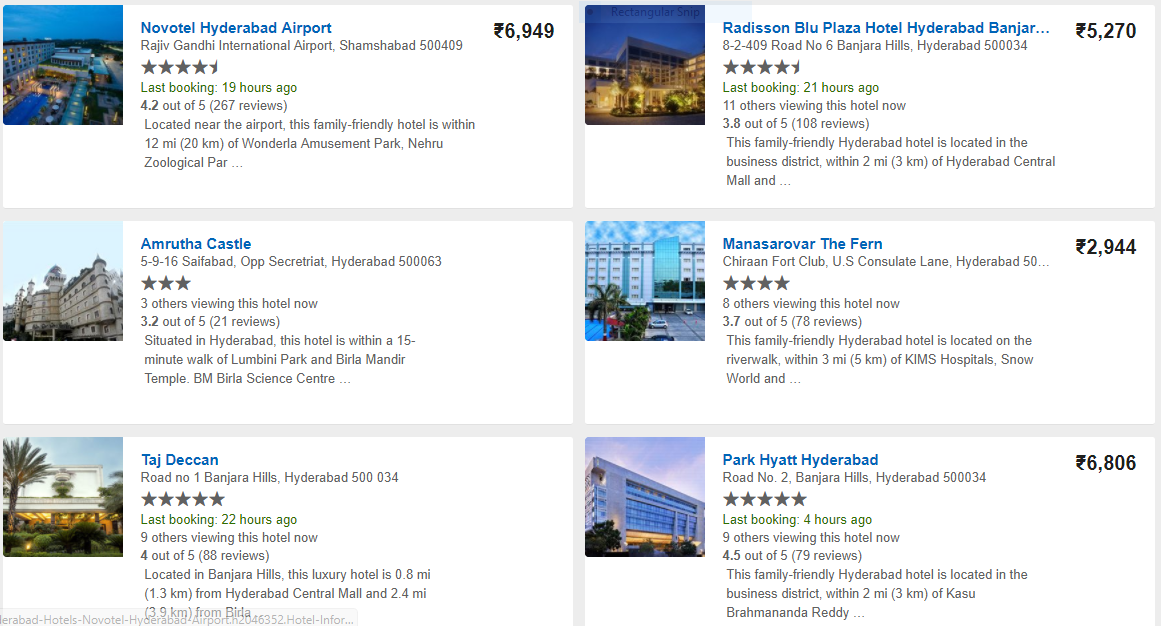 Rectangular Snip
Novotel Hyderabad Airport
₹6,949
Rajiv Gandhi International Airport, Shamshabad 500409
Last booking: 19 hours ago
4.2 out of 5 (267 reviews)
Located near the airport, this family-friendly hotel is within
12 mi (20 km) of Wonderla Amusement Park, Nehru
Zoological Par ...
Radisson Blu Plaza Hotel Hyderabad Banjar...
₹5,270
8-2-409 Road No 6 Banjara Hills, Hyderabad 500034
Last booking: 21 hours ago
11 others viewing this hotel now
3.8 out of 5 (108 reviews)
This family-friendly Hyderabad hotel is located in the
business district, within 2 mi (3 km) of Hyderabad Central
Mall and ...
Amrutha Castle
5-9-16 Saifabad, Opp Secretriat, Hyderabad 500063
3 others viewing this hotel now
3.2 out of 5 (21 reviews)
Situated in Hyderabad, this hotel is within a 15-
minute walk of Lumbini Park and Birla Mandir
Temple. BM Birla Science Centre ...
Manasarovar The Fern
₹2,944
Chiraan Fort Club, U.S Consulate Lane, Hyderabad 50...
8 others viewing this hotel now
3.7 out of 5 (78 reviews)
This family-friendly Hyderabad hotel is located on the
riverwalk, within 3 mi (5 km) of KIMS Hospitals, Snow
World and ...
Taj Deccan
Road no 1 Banjara Hills, Hyderabad 500 034
Last booking: 22 hours ago
9 others viewing this hotel now
4 out of 5 (88 reviews)
Located in Banjara Hills, this luxury hotel is 0.8 mi
(1.3 km) from Hyderabad Central Mall and 2.4 mi
(3.9 km) from Birla ...
Park Hyatt Hyderabad
₹6,806
Road No. 2, Banjara Hills, Hyderabad 500034
Last booking: 4 hours ago
9 others viewing this hotel now
4.5 out of 5 (79 reviews)
This family-friendly Hyderabad hotel is located in the
business district, within 2 mi (3 km) of Kasu
Brahmananda Reddy ...
lerabad-Hotels-Novotel-Hyderabad-Airport.h2046352.Hotel-Infor...